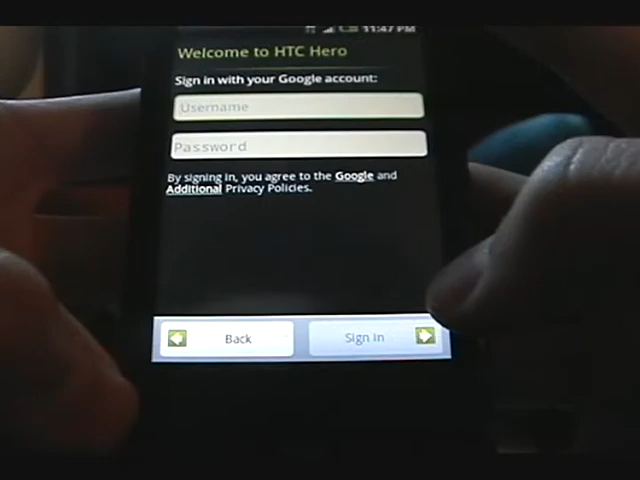 11:47 PM
Welcome to HTC Hero
Sign in with your Google account:
Username
Password
By signing in, you agree to the Google and
Additional Privacy Policies.
Back
Sign in